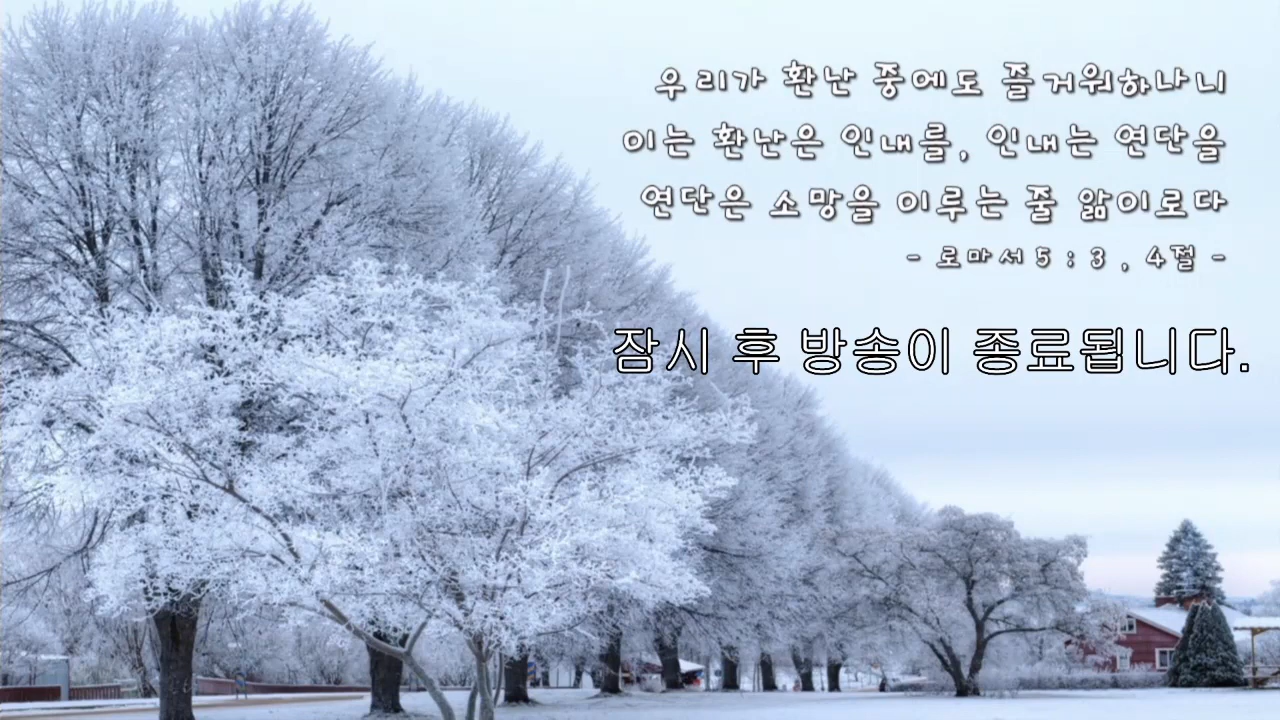 우리가 환난 중에도 즐거워하나니
이는 환난은 인내를, 인내는 연단을
연단은 소망을 이루는 줄 앎이로다
- 로마서 5 : 3 , 4절 -
잠시 후 방송이 종료됩니다.